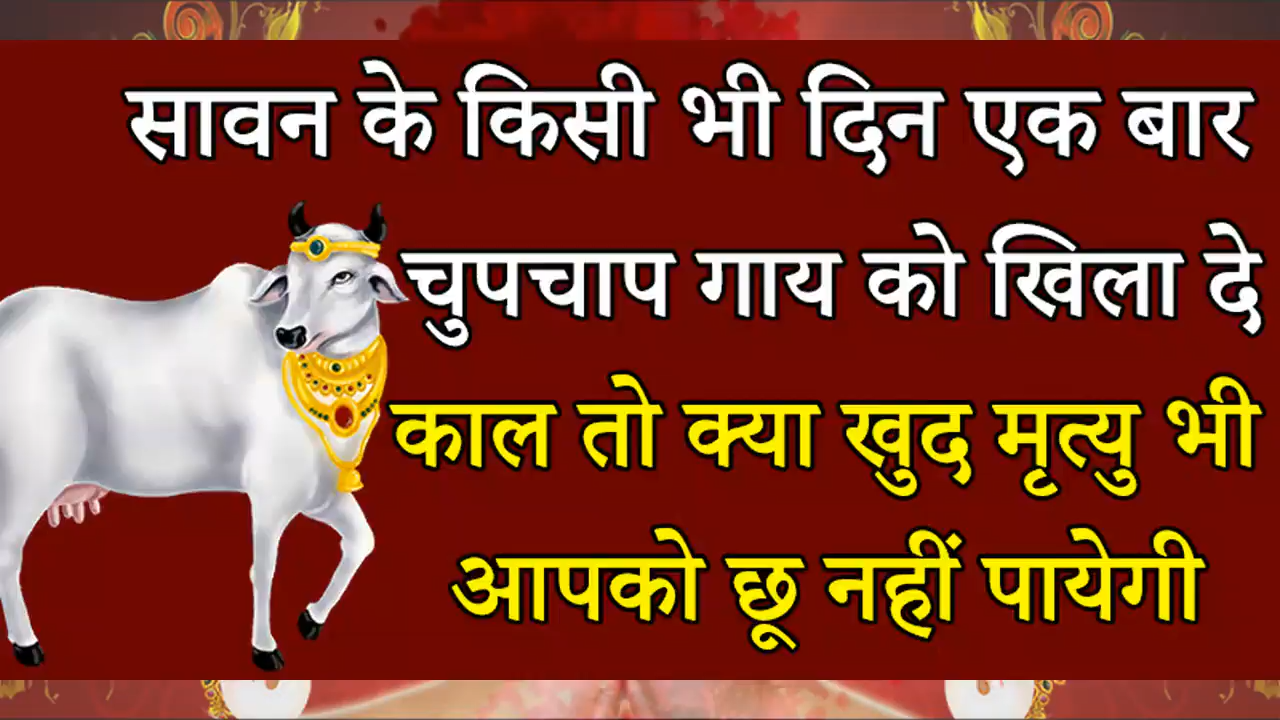 सावन के किसी भी दिन एक बार
चुपचाप गाय को खिला दे
काल तो क्या खुद मृत्यु भी
आपको छू नहीं पायेगी